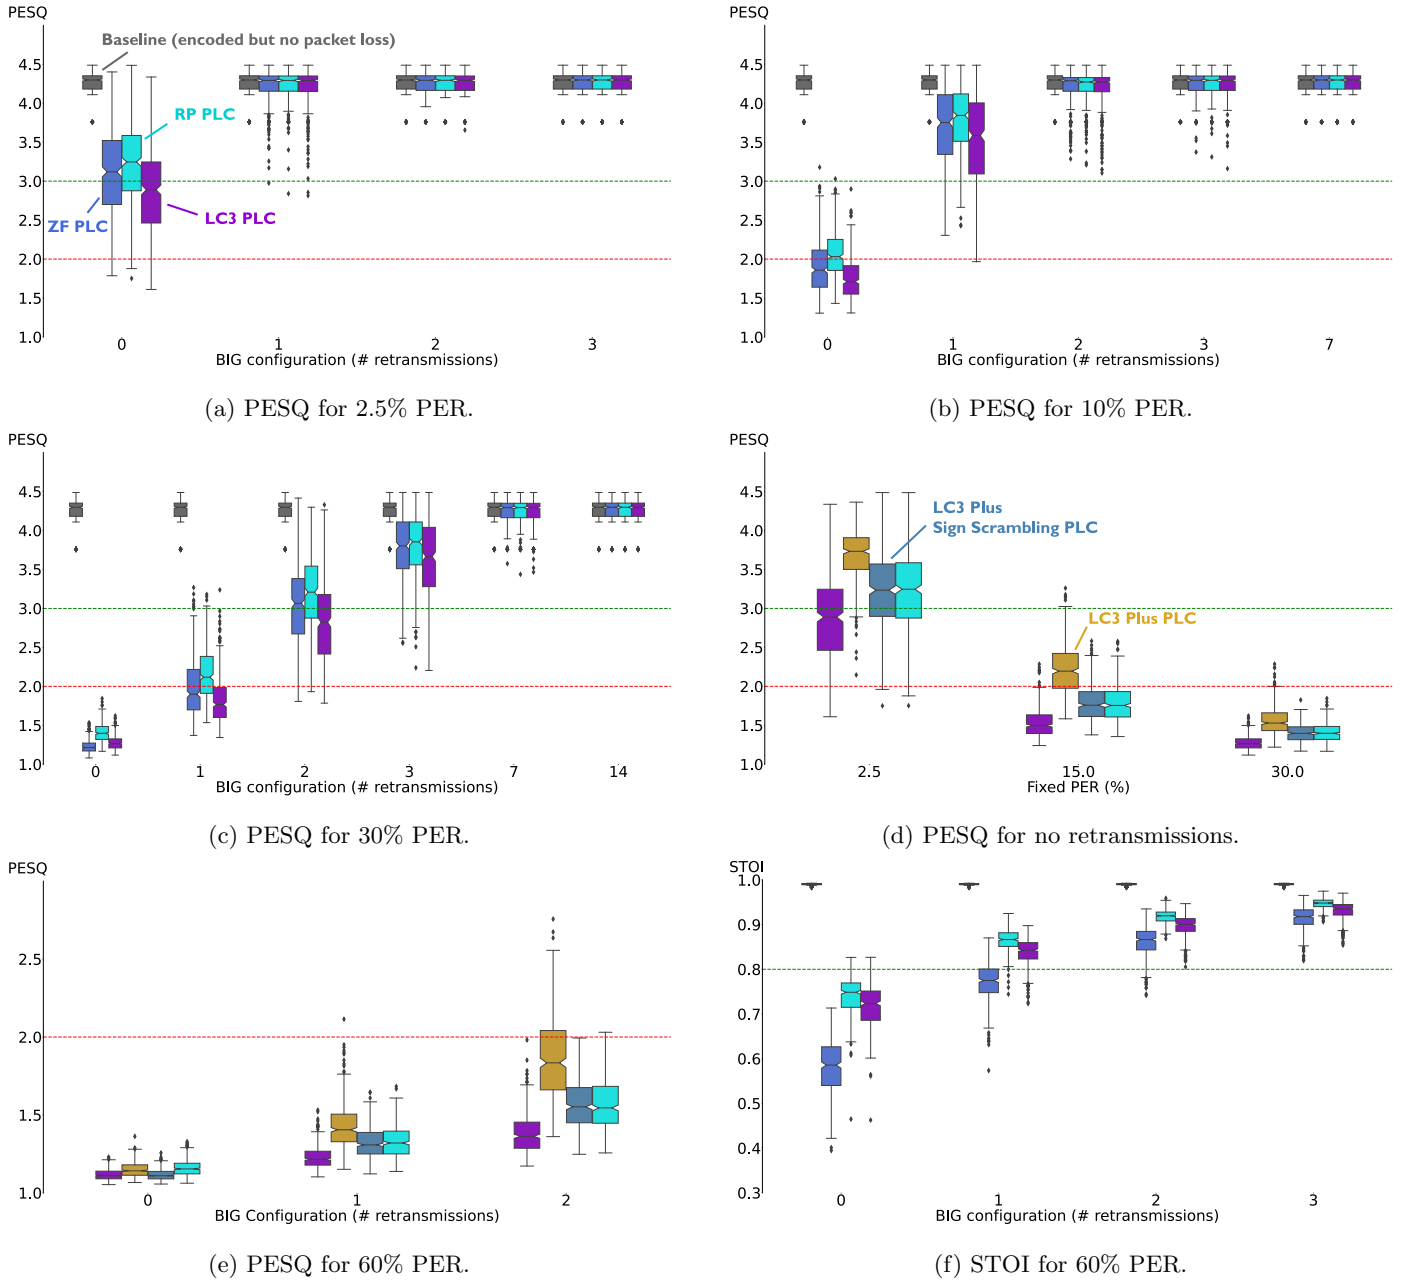 PESQ
Baseline (encoded but no packet loss)
4.5
4.0
RP PLC
3.5
3.0
2.5
LC3 PLC
ZF PLC
2.0
1.5
1.0
0 1 2 3
BIG configuration (# retransmissions)
(a) PESQ for 2.5% PER.
PESQ
4.5
4.0
3.5
3.0
2.5
2.0
1.5
1.0
0 1 2 3 7
BIG configuration (# retransmissions)
(b) PESQ for 10% PER.
PESQ
4.5
4.0
3.5
3.0
2.5
2.0
1.5
1.0
0 1 2 3 7 14
BIG configuration (# retransmissions)
(c) PESQ for 30% PER.
PESQ
4.5
LC3 Plus
Sign Scrambling PLC
4.0
3.5
3.0
LC3 Plus PLC
2.5
2.0
1.5
1.0
2.5 15.0 30.0
Fixed PER (%)
(d) PESQ for no retransmissions.
PESQ
2.5
2.0
1.5
1.0
0 1 2
BIG Configuration (# retransmissions)
(e) PESQ for 60% PER.
STOI
1.0
0.9
0.8
0.7
0.6
0.5
0.4
0.3
0 1 2 3
BIG configuration (# retransmissions)
(f) STOI for 60% PER.